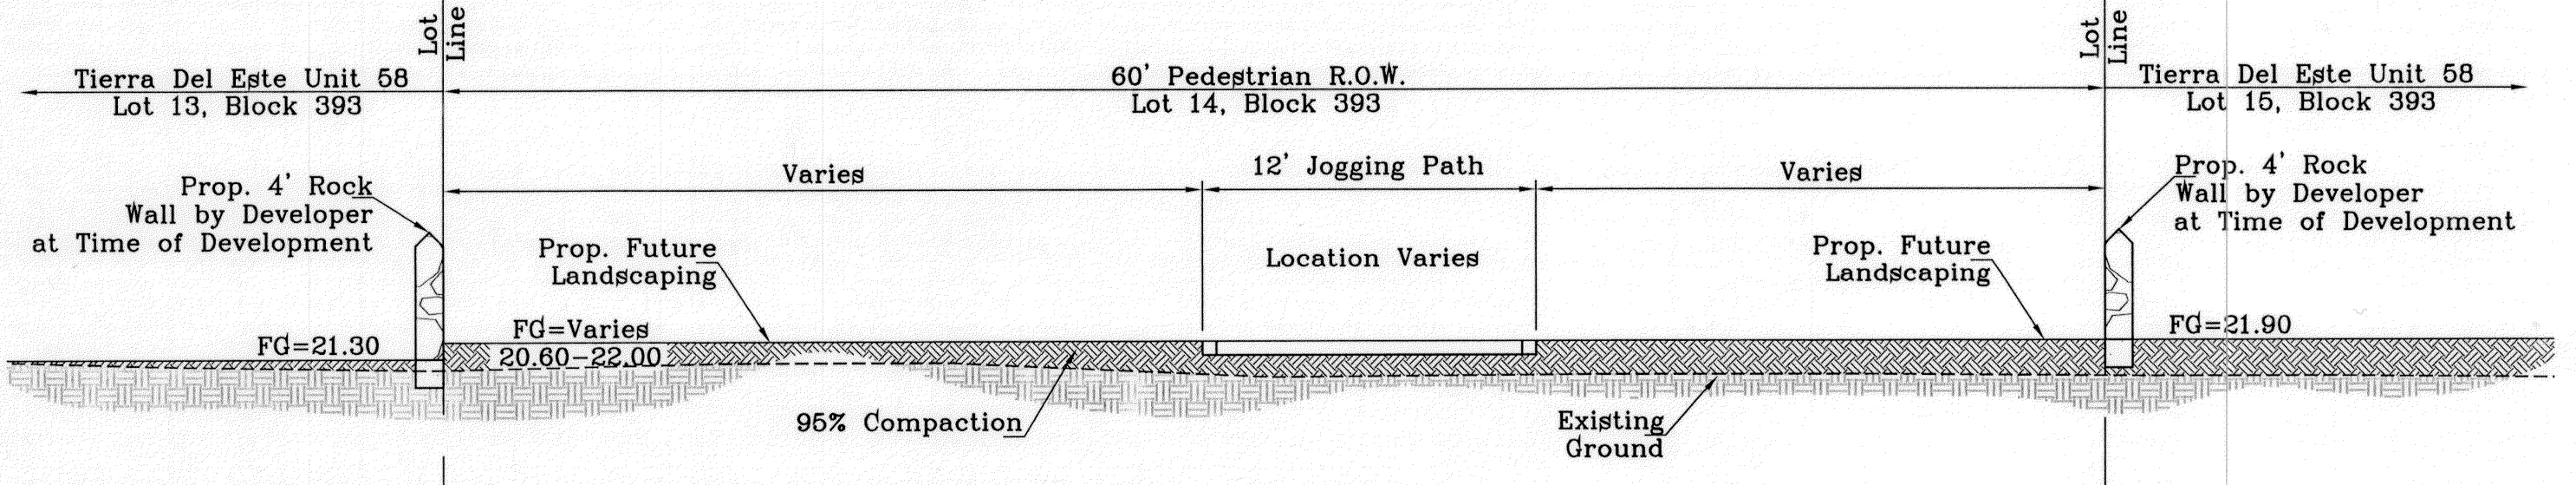 Lot
Line
Lot
Line
Tierra Del Este Unit 58
Lot 13, Block 393
60' Pedestrian R.O.W.
Lot 14, Block 393
Tierra Del Este Unit 58
Lot 15, Block 393
Prop. 4' Rock
Wall by Developer
at Time of Development
Varies
12' Jogging Path
Varies
Prop. 4' Rock
Wall by Developer
at Time of Development
Prop. Future
Landscaping
Location Varies
Prop. Future
Landscaping
FG=21.30
FG=Varies
20.60-22.00
FG=21.90
95% Compaction
Existing
Ground